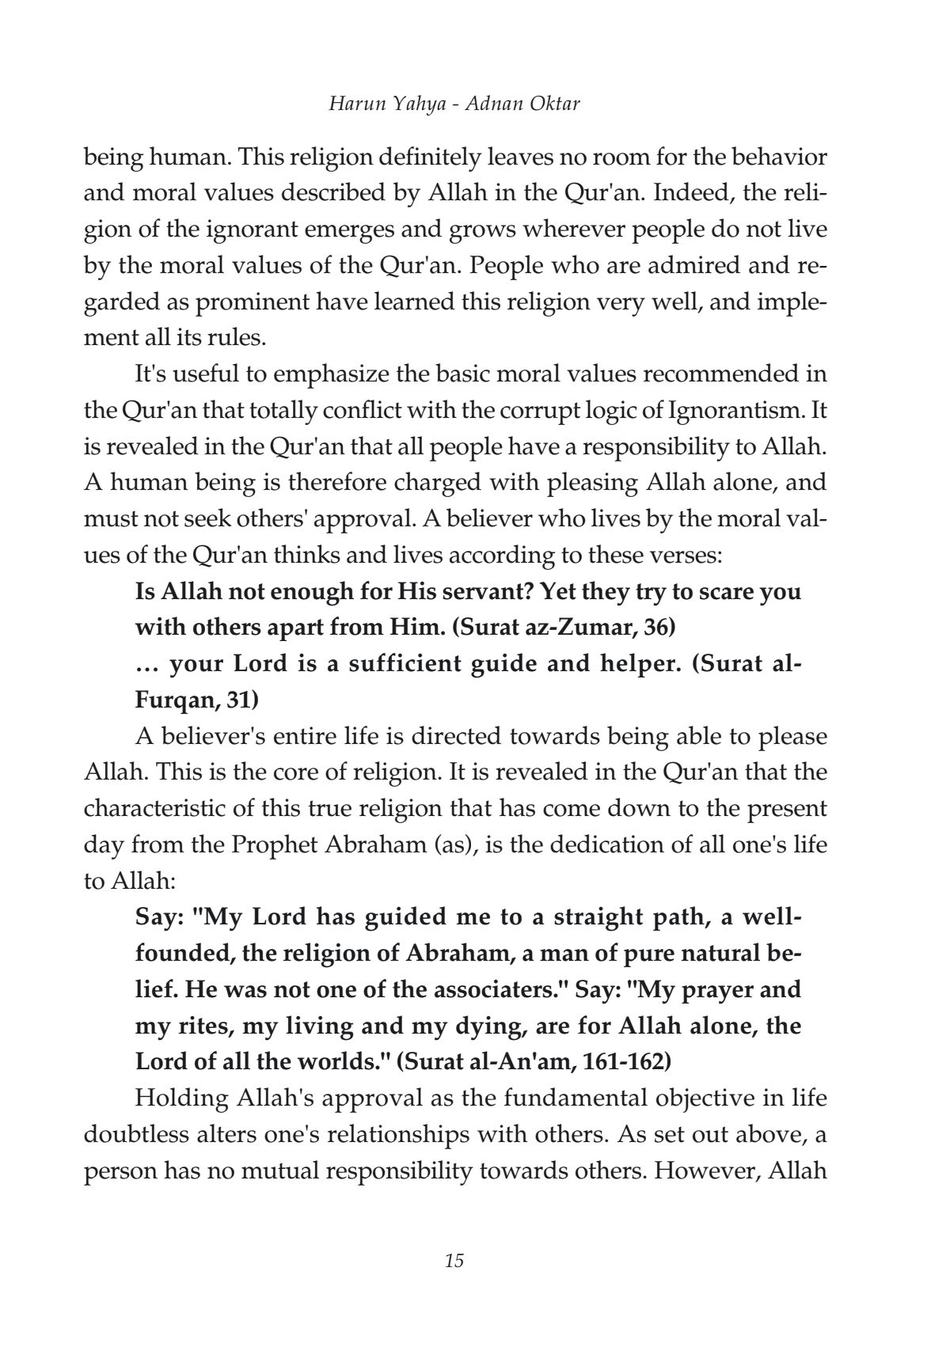 Harun Yahya - Adnan Oktar
being human. This religion definitely leaves no room for the behavior
and moral values described by Allah in the Qur'an. Indeed, the reli-
gion of the ignorant emerges and grows wherever people do not live
by the moral values of the Qur'an. People who are admired and re-
garded as prominent have learned this religion very well, and imple-
ment all its rules.
It's useful to emphasize the basic moral values recommended in
the Qur'an that totally conflict with the corrupt logic of Ignorantism. It
is revealed in the Qur'an that all people have a responsibility to Allah.
A human being is therefore charged with pleasing Allah alone, and
must not seek others' approval. A believer who lives by the moral val-
ues of the Qur'an thinks and lives according to these verses:
Is Allah not enough for His servant? Yet they try to scare you
with others apart from Him. (Surat az-Zumar, 36)
… your Lord is a sufficient guide and helper. (Surat al-
Furqan, 31)
A believer's entire life is directed towards being able to please
Allah. This is the core of religion. It is revealed in the Qur'an that the
characteristic of this true religion that has come down to the present
day from the Prophet Abraham (as), is the dedication of all one's life
to Allah:
Say: "My Lord has guided me to a straight path, a well-
founded, the religion of Abraham, a man of pure natural be-
lief. He was not one of the associaters." Say: "My prayer and
my rites, my living and my dying, are for Allah alone, the
Lord of all the worlds." (Surat al-An'am, 161-162)
Holding Allah's approval as the fundamental objective in life
doubtless alters one's relationships with others. As set out above, a
person has no mutual responsibility towards others. However, Allah
15